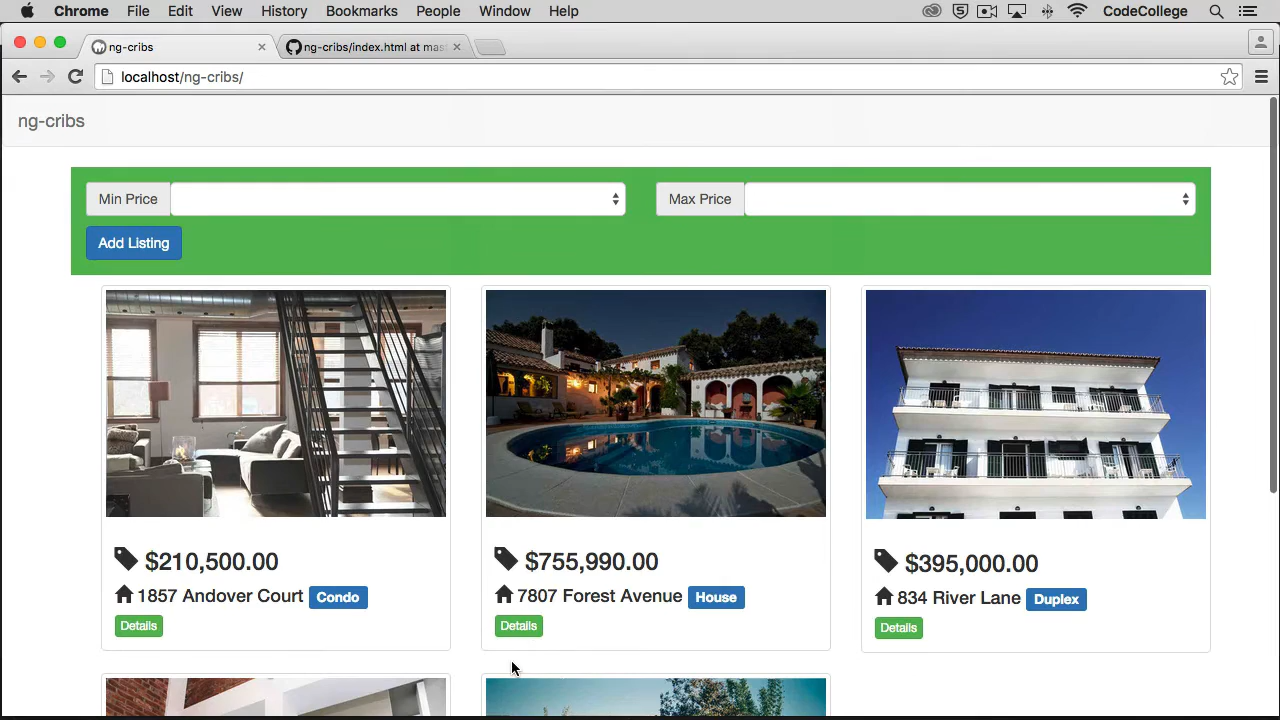 Chrome File Edit View History Bookmarks People Window Help CodeCollege
ng-cribs ng-cribs/index.html at mas
localhost/ng-cribs/
ng-cribs
Min Price Max Price
Add Listing
$210,500.00
1857 Andover Court Condo
Details
$755,990.00
7807 Forest Avenue House
Details
$395,000.00
834 River Lane Duplex
Details